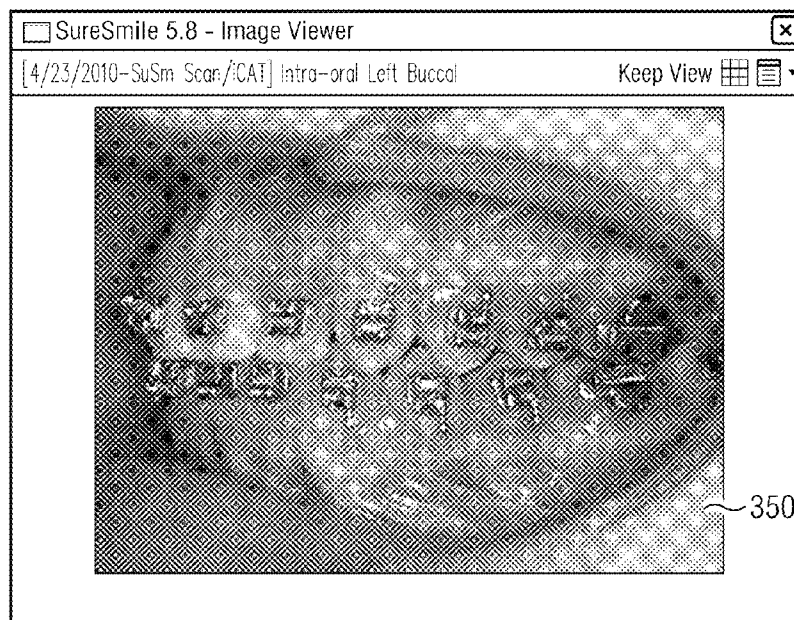 SureSmile 5.8 - Image Viewer
[4/23/2010-SuSm Scan/iCAT] Intra-oral Left Buccal Keep View
350